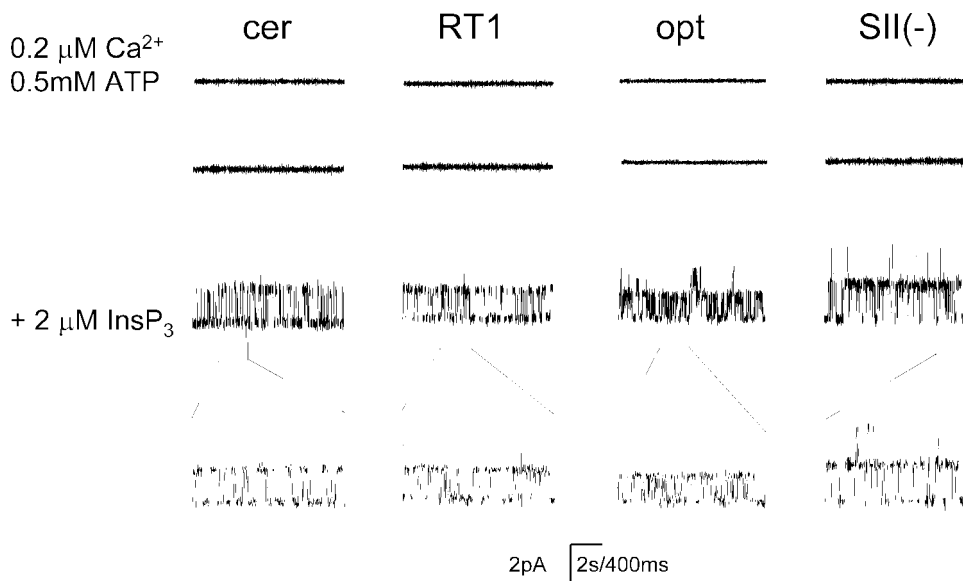 cer RT1 opt SII(-)
0.2 μM Ca²⁺
0.5mM ATP
+ 2 μM InsP₃
2pA 2s/400ms